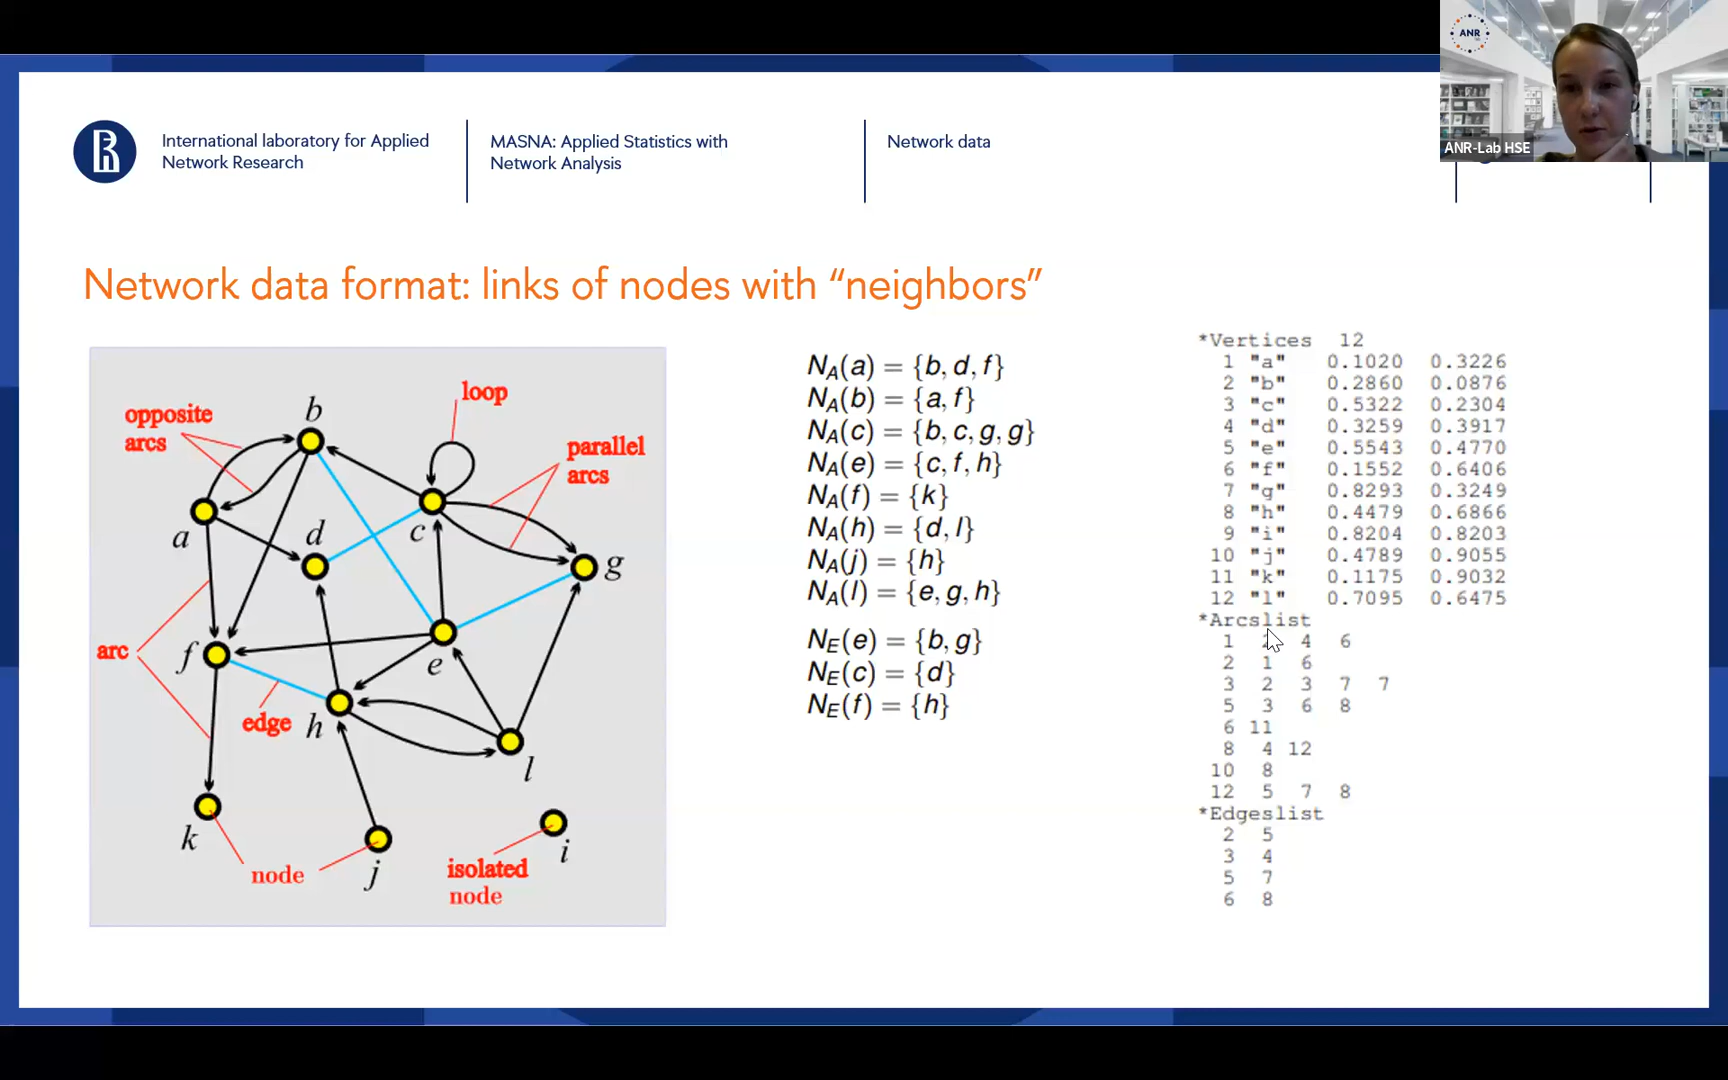 ANR
ANR-Lab HSE
International laboratory for Applied
Network Research
MASNA: Applied Statistics with
Network Analysis
Network data
Network data format: links of nodes with “neighbors”
opposite
arcs
b
loop
parallel
arcs
a
d
c
g
arc
f
e
edge
h
l
k
node
j
isolated
node
i
N_A(a) = {b, d, f}
N_A(b) = {a, f}
N_A(c) = {b, c, g, g}
N_A(e) = {c, f, h}
N_A(f) = {k}
N_A(h) = {d, l}
N_A(j) = {h}
N_A(l) = {e, g, h}
N_E(e) = {b, g}
N_E(c) = {d}
N_E(f) = {h}
*Vertices 12
1 "a" 0.1020 0.3226
2 "b" 0.2860 0.0876
3 "c" 0.5322 0.2304
4 "d" 0.3259 0.3917
5 "e" 0.5543 0.4770
6 "f" 0.1552 0.6406
7 "g" 0.8293 0.3249
8 "h" 0.4479 0.6866
9 "i" 0.8204 0.8203
10 "j" 0.4789 0.9055
11 "k" 0.1175 0.9032
12 "l" 0.7095 0.6475
*Arcslist
1 2 4 6
2 1 6
3 2 3 7 7
5 3 6 8
6 11
8 4 12
10 8
12 5 7 8
*Edgeslist
2 5
3 4
5 7
6 8